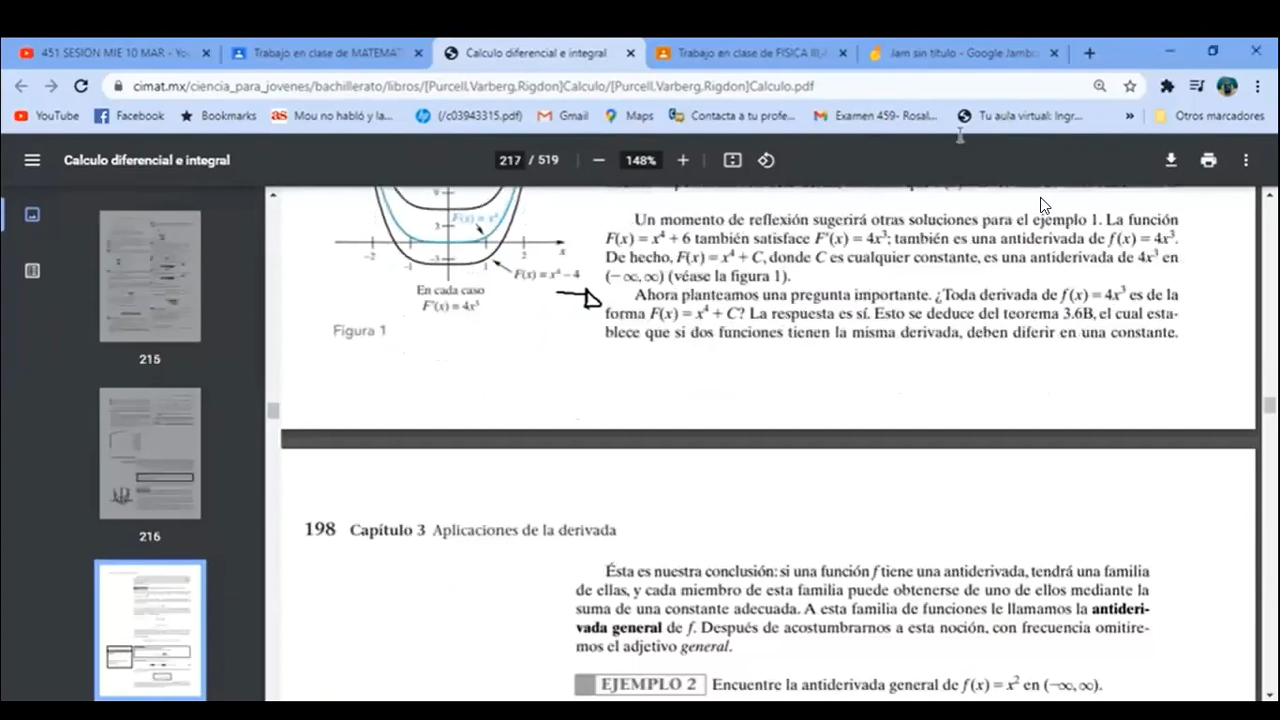 451 SESION MIE 10 MAR - Yo
Trabajo en clase de MATEMAT
Calculo diferencial e integral
Trabajo en clase de FISICA III,
Jam sin título - Google Jambo
cimat.mx/ciencia_para_jovenes/bachillerato/libros/[Purcell.Varberg.Rigdon]Calculo/[Purcell.Varberg.Rigdon]Calculo.pdf
YouTube
Facebook
Bookmarks
Mou no habló y la...
(/c03943315.pdf)
Gmail
Maps
Contacta a tu profe...
Examen 459- Rosal...
Tu aula virtual: Ingr...
»
Otros marcadores
Calculo diferencial e integral
217 / 519
148%
215
216
F(x) = x⁴
F(x) = x⁴ – 4
x
-2
-1
1
2
En cada caso
F'(x) = 4x³
Figura 1
Un momento de reflexión sugerirá otras soluciones para el ejemplo 1. La función
F(x) = x⁴ + 6 también satisface F'(x) = 4x³; también es una antiderivada de f(x) = 4x³.
De hecho, F(x) = x⁴ + C, donde C es cualquier constante, es una antiderivada de 4x³ en
(−∞, ∞) (véase la figura 1).
Ahora planteamos una pregunta importante. ¿Toda derivada de f(x) = 4x³ es de la
forma F(x) = x⁴ + C? La respuesta es sí. Esto se deduce del teorema 3.6B, el cual esta-
blece que si dos funciones tienen la misma derivada, deben diferir en una constante.
198 Capítulo 3 Aplicaciones de la derivada
Ésta es nuestra conclusión: si una función f tiene una antiderivada, tendrá una familia
de ellas, y cada miembro de esta familia puede obtenerse de uno de ellos mediante la
suma de una constante adecuada. A esta familia de funciones le llamamos la antideri-
vada general de f. Después de acostumbrarnos a esta noción, con frecuencia omitire-
mos el adjetivo general.
EJEMPLO 2 Encuentre la antiderivada general de f(x) = x² en (−∞, ∞).